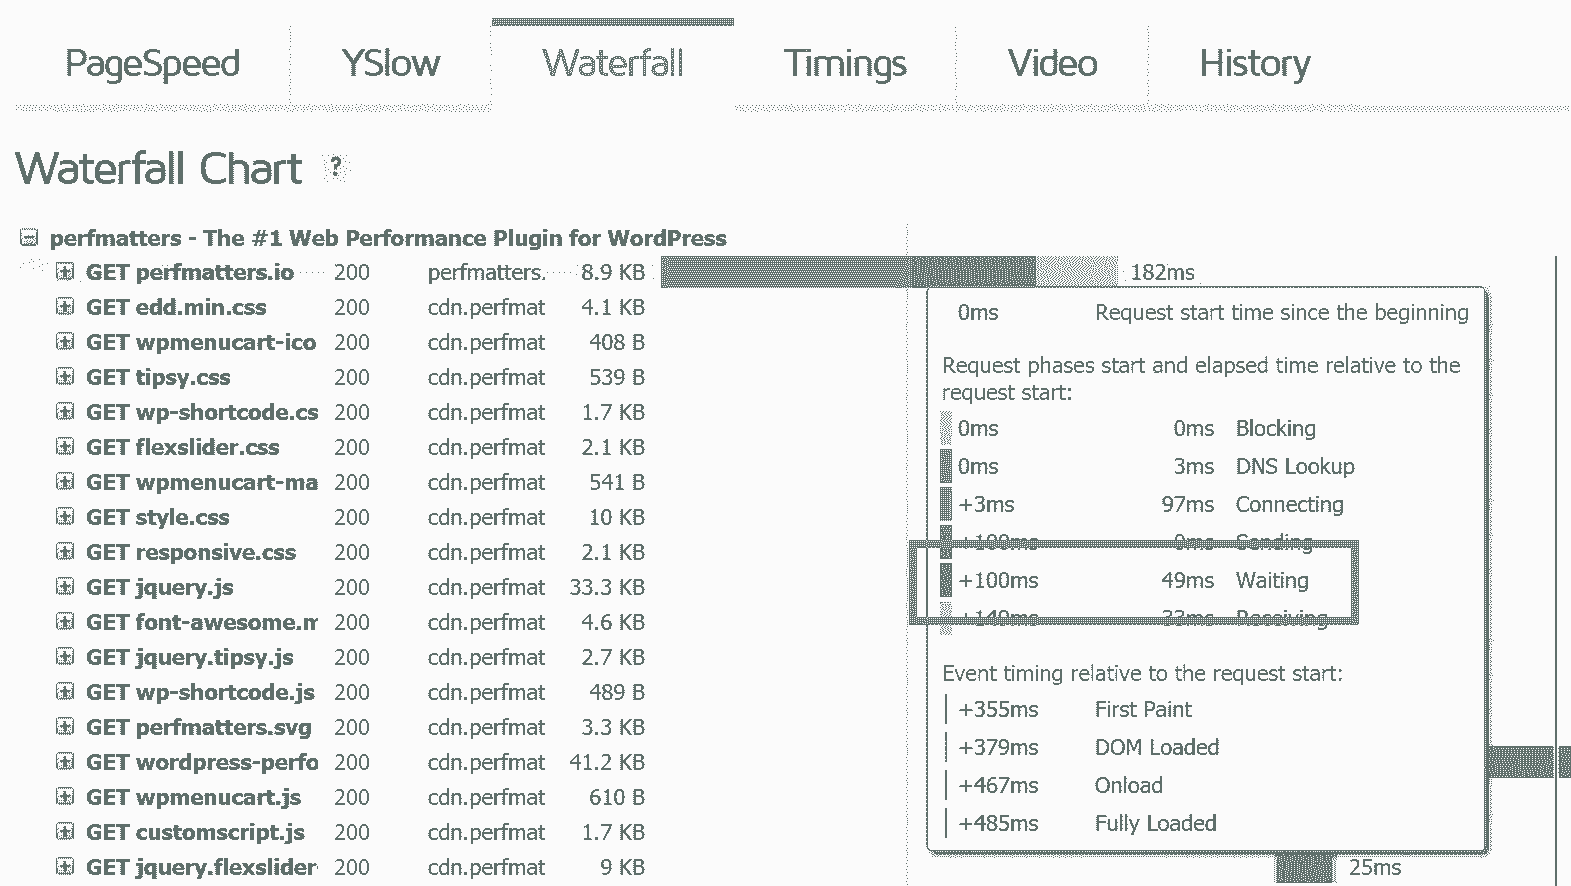 PageSpeed YSlow Waterfall Timings Video History
Waterfall Chart ?
perfmatters - The #1 Web Performance Plugin for WordPress
GET perfmatters.io 200 perfmatters. 8.9 KB 182ms
GET edd.min.css 200 cdn.perfmat 4.1 KB
GET wpmenucart-ico 200 cdn.perfmat 408 B
GET tipsy.css 200 cdn.perfmat 539 B
GET wp-shortcode.cs 200 cdn.perfmat 1.7 KB
GET flexslider.css 200 cdn.perfmat 2.1 KB
GET wpmenucart-ma 200 cdn.perfmat 541 B
GET style.css 200 cdn.perfmat 10 KB
GET responsive.css 200 cdn.perfmat 2.1 KB
GET jquery.js 200 cdn.perfmat 33.3 KB
GET font-awesome.m 200 cdn.perfmat 4.6 KB
GET jquery.tipsy.js 200 cdn.perfmat 2.7 KB
GET wp-shortcode.js 200 cdn.perfmat 489 B
GET perfmatters.svg 200 cdn.perfmat 3.3 KB
GET wordpress-perfo 200 cdn.perfmat 41.2 KB
GET wpmenucart.js 200 cdn.perfmat 610 B
GET customscript.js 200 cdn.perfmat 1.7 KB
GET jquery.flexslider 200 cdn.perfmat 9 KB 25ms
0ms Request start time since the beginning
Request phases start and elapsed time relative to the
request start:
0ms 0ms Blocking
0ms 3ms DNS Lookup
+3ms 97ms Connecting
+100ms 0ms Sending
+100ms 49ms Waiting
+149ms 33ms Receiving
Event timing relative to the request start:
+355ms First Paint
+379ms DOM Loaded
+467ms Onload
+485ms Fully Loaded